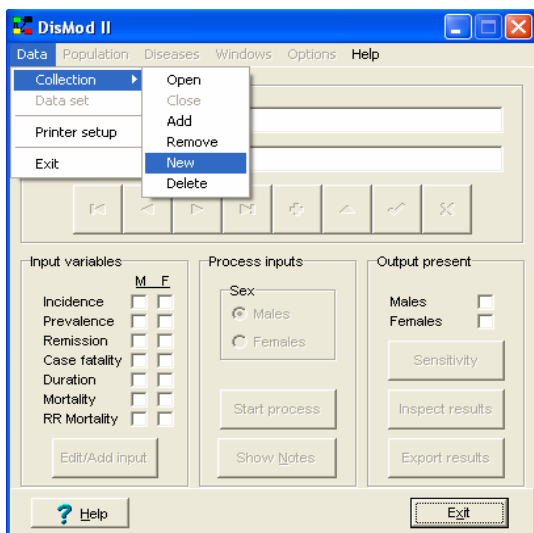 DisMod II
Data Population Diseases Windows Options Help
Collection
Data set
Printer setup
Exit
Open
Close
Add
Remove
New
Delete
Input variables
M F
Incidence
Prevalence
Remission
Case fatality
Duration
Mortality
RR Mortality
Edit/Add input
Process inputs
Sex
Males
Females
Start process
Show Notes
Output present
Males
Females
Sensitivity
Inspect results
Export results
? Help
Exit